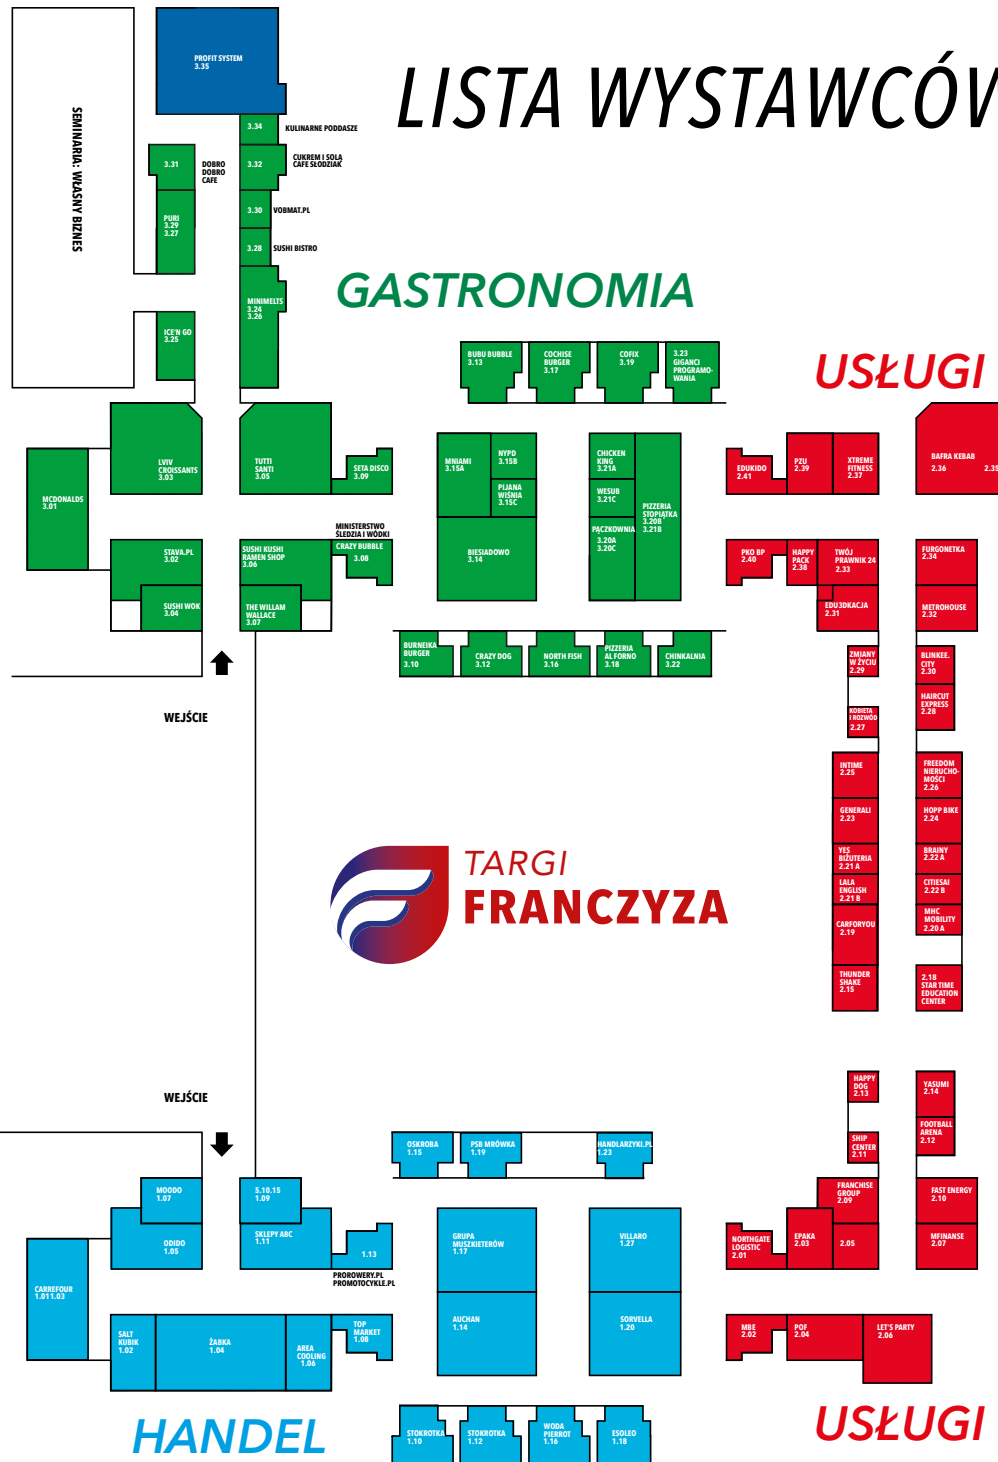 LISTA WYSTAWCÓW
PROFIT SYSTEM
3.35
SEMINARIA: WŁASNY BIZNES
3.34
KULINARNE PODDASZE
3.31
DOBRO
DOBRO
CAFE
3.32
CUKREM I SOLĄ
CAFE SŁODZIAK
PURI
3.29
3.27
3.30
VOBMAT.PL
3.28
SUSHI BISTRO
MINIMELTS
3.24
3.26
ICE'N GO
3.25
GASTRONOMIA
BUBU BUBBLE
3.13
COCHISE
BURGER
3.17
COFIX
3.19
3.23
GIGANCI
PROGRAMO-
WANIA
USŁUGI
LVIV
CROISSANTS
3.03
TUTTI
SANTI
3.05
SETA DISCO
3.09
MCDONALDS
3.01
MNIAMI
3.15A
NYPD
3.15B
PIJANA
WIŚNIA
3.15C
CHICKEN
KING
3.21A
WESUB
3.21C
PIZZERIA
STOPIĄTKA
3.20B
3.21B
PĄCZKOWNIA
3.20A
3.20C
BIESIADOWO
3.14
EDUKIDO
2.41
PZU
2.39
XTREME
FITNESS
2.37
BAFRA KEBAB
2.36
2.35
MINISTERSTWO
ŚLEDZIA I WÓDKI
CRAZY BUBBLE
3.08
STAVA.PL
3.02
SUSHI KUSHI
RAMEN SHOP
3.06
SUSHI WOK
3.04
THE WILLAM
WALLACE
3.07
PKO BP
2.40
HAPPY
PACK
2.38
TWÓJ
PRAWNIK 24
2.33
FURGONETKA
2.34
EDU3DKACJA
2.31
METROHOUSE
2.32
BURNEIKA
BURGER
3.10
CRAZY DOG
3.12
NORTH FISH
3.16
PIZZERIA
AL FORNO
3.18
CHINKALNIA
3.22
ZMIANY
W ŻYCIU
2.29
BLINKEE.
CITY
2.30
HAIRCUT
EXPRESS
2.28
KOBIETA
I ROZWÓD
2.27
WEJŚCIE
INTIME
2.25
FREEDOM
NIERUCHO-
MOŚCI
2.26
GENERALI
2.23
HOPP BIKE
2.24
YES
BIŻUTERIA
2.21 A
BRAINY
2.22 A
LALA
ENGLISH
2.21 B
CITIESAI
2.22 B
CARFORYOU
2.19
MHC
MOBILITY
2.20 A
THUNDER
SHAKE
2.15
2.18
STAR TIME
EDUCATION
CENTER
TARGI
FRANCZYZA
HAPPY
DOG
2.13
YASUMI
2.14
FOOTBALL
ARENA
2.12
SHIP
CENTER
2.11
WEJŚCIE
OSKROBA
1.15
PSB MRÓWKA
1.19
HANDLARZYKI.PL
1.23
MOODO
1.07
5.10.15
1.09
ODIDO
1.05
SKLEPY ABC
1.11
1.13
PROROWERY.PL
PROMOTOCYKLE.PL
GRUPA
MUSZKIETERÓW
1.17
VILLARO
1.27
FRANCHISE
GROUP
2.09
FAST ENERGY
2.10
NORTHGATE
LOGISTIC
2.01
EPAKA
2.03
2.05
MFINANSE
2.07
CARREFOUR
1.01 1.03
SALT
KUBIK
1.02
ŻABKA
1.04
AREA
COOLING
1.06
TOP
MARKET
1.08
AUCHAN
1.14
SORVELLA
1.20
MBE
2.02
POF
2.04
LET'S PARTY
2.06
HANDEL
STOKROTKA
1.10
STOKROTKA
1.12
WODA
PIERROT
1.16
ESOLEO
1.18
USŁUGI